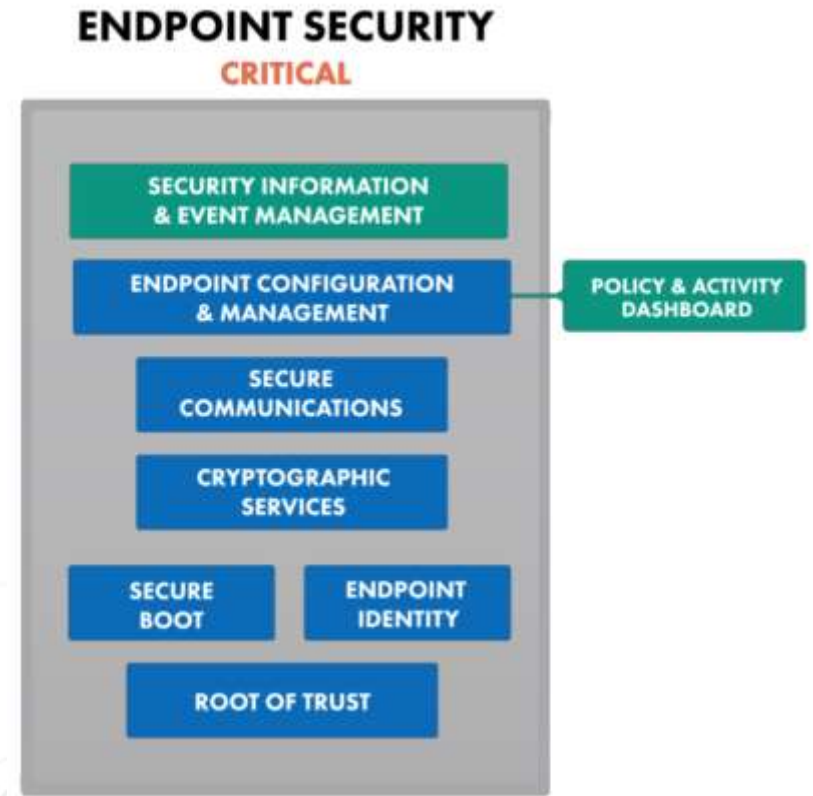 ENDPOINT SECURITY
CRITICAL
SECURITY INFORMATION
& EVENT MANAGEMENT
ENDPOINT CONFIGURATION
& MANAGEMENT
POLICY & ACTIVITY
DASHBOARD
SECURE
COMMUNICATIONS
CRYPTOGRAPHIC
SERVICES
SECURE
BOOT
ENDPOINT
IDENTITY
ROOT OF TRUST